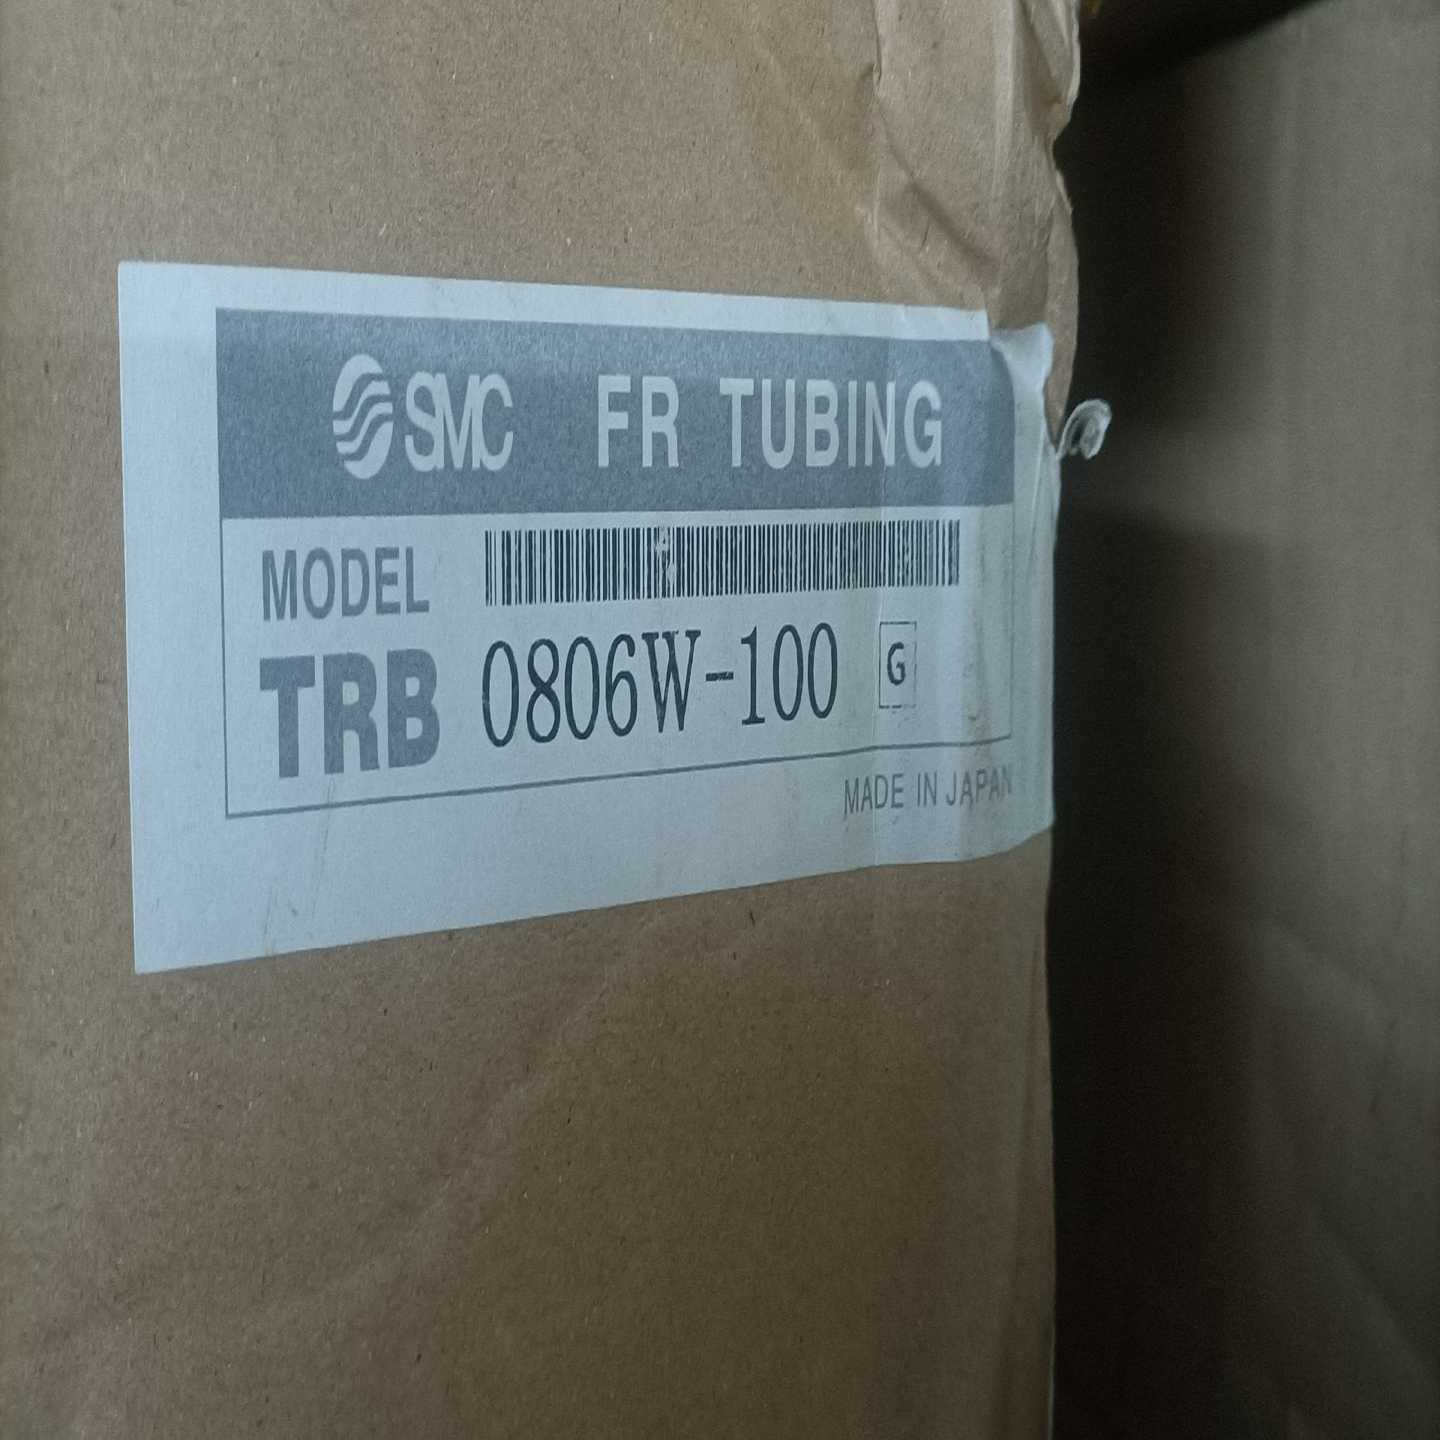 SMC FR TUBING
MODEL
TRB 0806W-100 G
MADE IN JAPAN